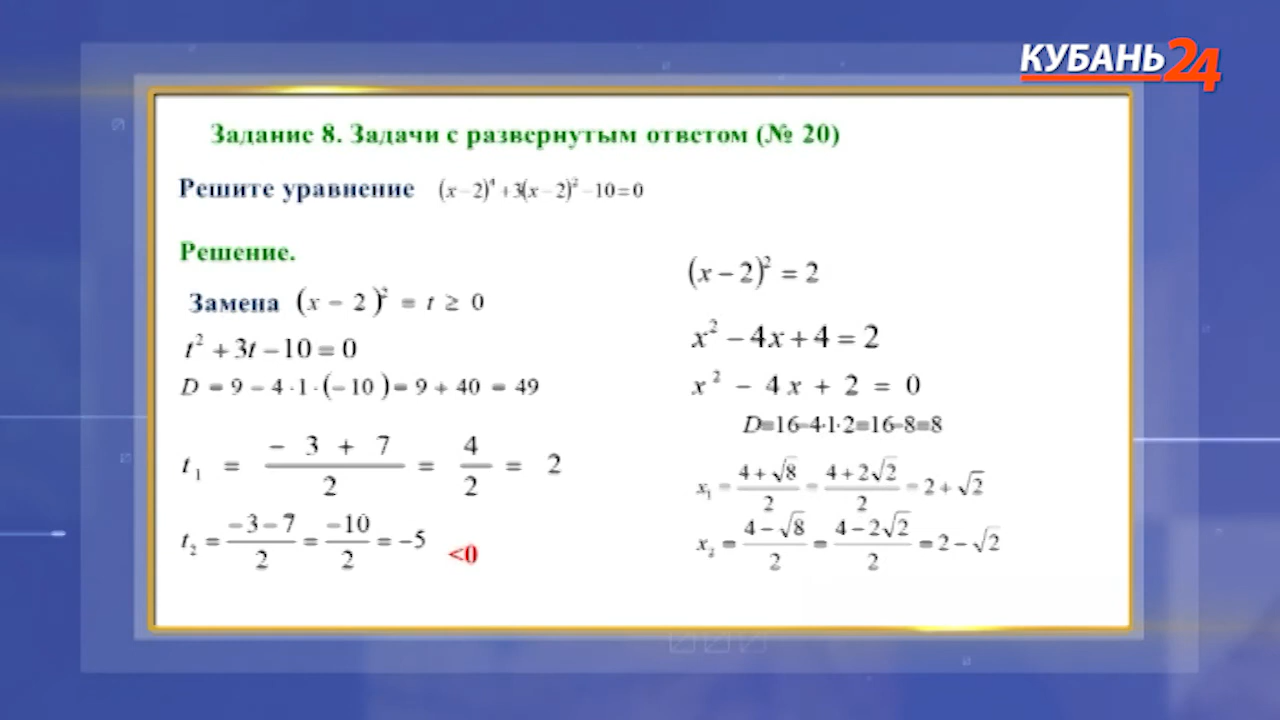 КУБАНЬ 24
Задание 8. Задачи с развернутым ответом (№ 20)
Решите уравнение (x−2)⁴+3(x−2)²−10=0
Решение.
Замена (x − 2)² = t ≥ 0
t² + 3t − 10 = 0
D = 9 − 4·1·(−10) = 9 + 40 = 49
t₁ = (− 3 + 7)/2 = 4/2 = 2
t₂ = (−3−7)/2 = −10/2 = −5 <0
(x−2)² = 2
x² − 4x + 4 = 2
x² − 4x + 2 = 0
D=16−4·1·2=16−8=8
x₁ = (4+√8)/2 = (4+2√2)/2 = 2+√2
x₂ = (4−√8)/2 = (4−2√2)/2 = 2−√2